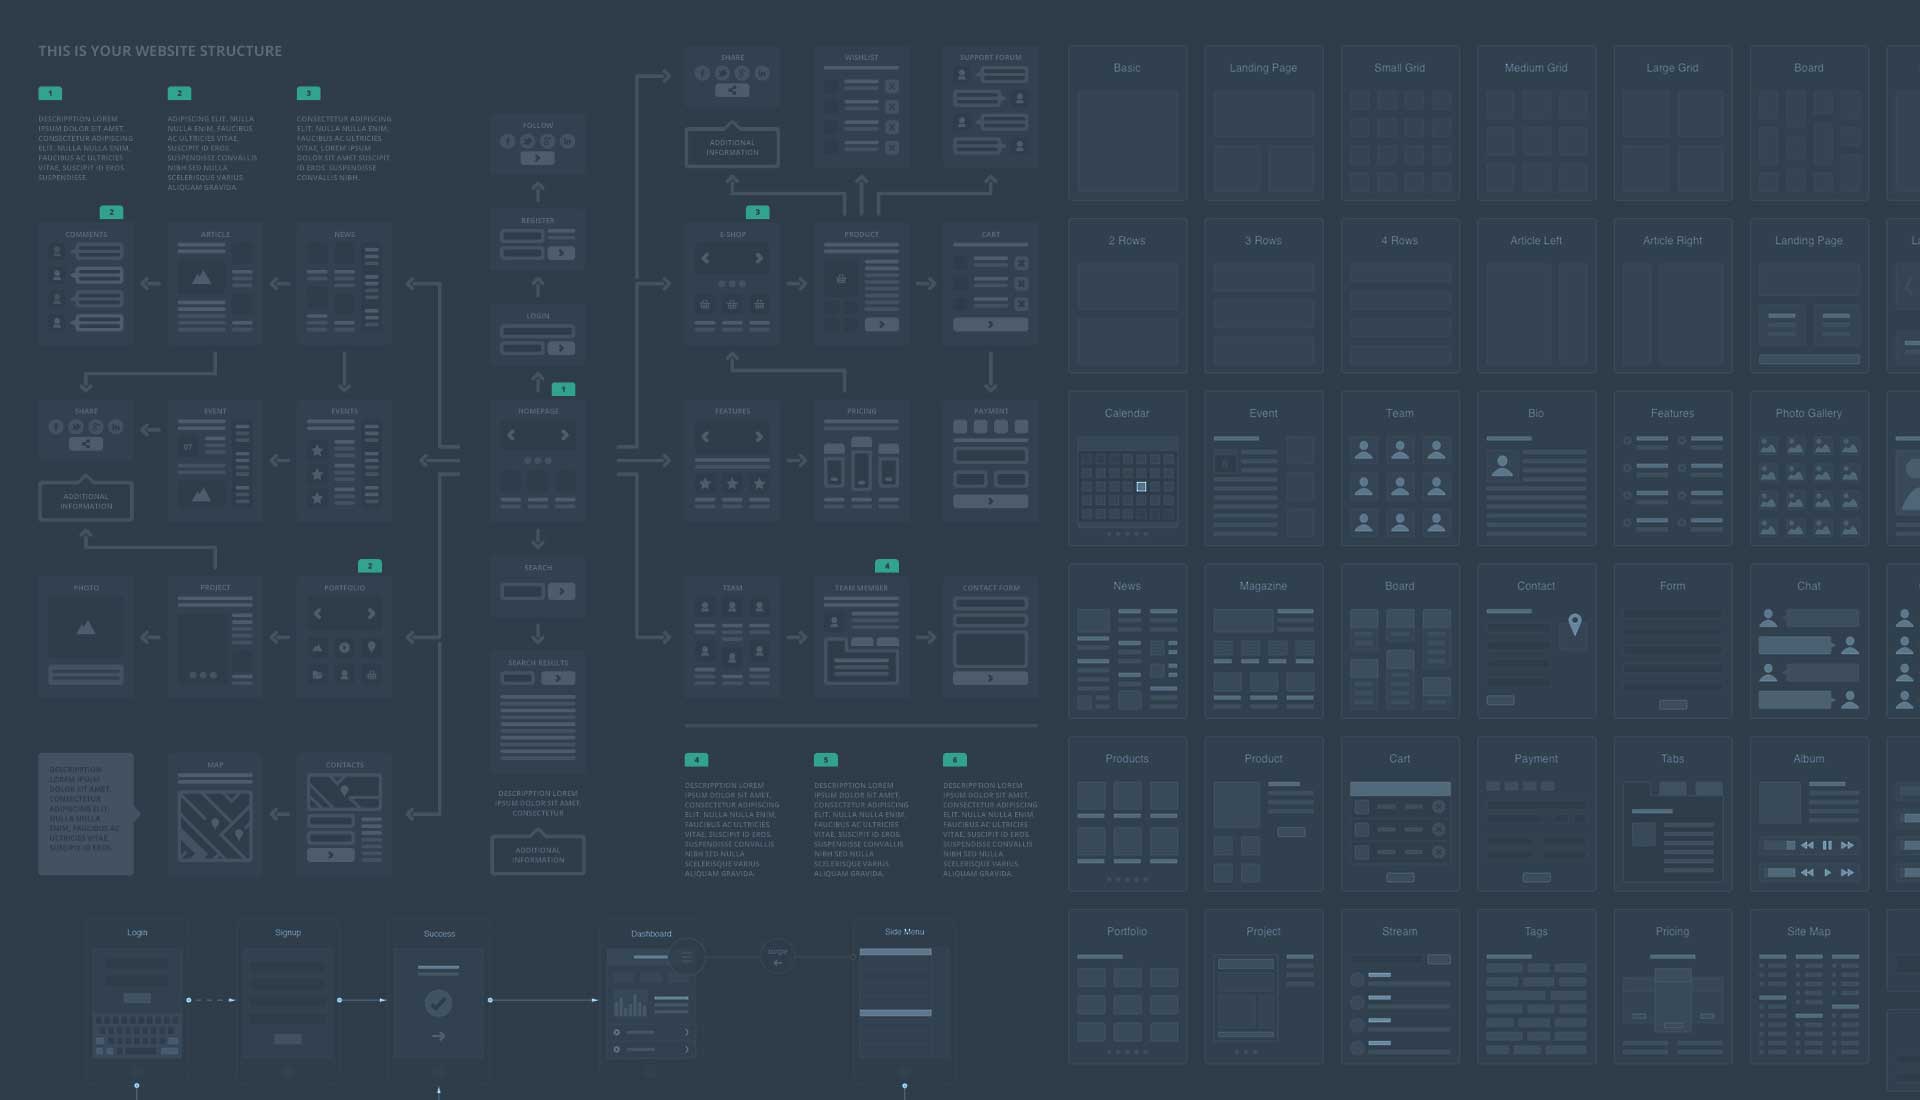 THIS IS YOUR WEBSITE STRUCTURE
1
DESCRIPPTION LOREM
IPSUM DOLOR SIT AMET,
CONSECTETUR ADIPISCING
ELIT. NULLA NULLA ENIM,
FAUCIBUS AC ULTRICIES
VITAE, SUSCIPIT ID EROS.
SUSPENDISSE.
2
ADIPISCING ELIT. NULLA
NULLA ENIM, FAUCIBUS
AC ULTRICIES VITAE,
SUSCIPIT ID EROS.
SUSPENDISSE CONVALLIS
NIBH SED NULLA
SCELERISQUE VARIUS.
ALIQUAM GRAVIDA.
3
CONSECTETUR ADIPISCING
ELIT. NULLA NULLA ENIM,
FAUCIBUS AC ULTRICIES
VITAE, LOREM IPSUM
DOLOR SIT AMET SUSCIPIT
ID EROS. SUSPENDISSE
CONVALLIS NIBH.
2
COMMENTS
ARTICLE
NEWS
SHARE
EVENT
07
EVENTS
ADDITIONAL
INFORMATION
2
PHOTO
PROJECT
PORTFOLIO
DESCRIPPTION
LOREM IPSUM
DOLOR SIT AMET,
CONSECTETUR
ADIPISCING ELIT.
NULLA NULLA
ENIM, FAUCIBUS AC
ULTRICIES VITAE,
SUSCIPIT ID EROS.
MAP
CONTACTS
FOLLOW
REGISTER
LOGIN
1
HOMEPAGE
SEARCH
SEARCH RESULTS
DESCRIPPTION LOREM
IPSUM DOLOR SIT AMET,
CONSECTETUR
ADDITIONAL
INFORMATION
SHARE
WISHLIST
SUPPORT FORUM
ADDITIONAL
INFORMATION
3
E-SHOP
PRODUCT
CART
FEATURES
PRICING
PAYMENT
4
TEAM
TEAM MEMBER
CONTACT FORM
4
DESCRIPPTION LOREM
IPSUM DOLOR SIT AMET,
CONSECTETUR ADIPISCING
ELIT. NULLA NULLA ENIM,
FAUCIBUS AC ULTRICIES
VITAE, SUSCIPIT ID EROS.
SUSPENDISSE CONVALLIS
NIBH SED NULLA
SCELERISQUE VARIUS.
ALIQUAM GRAVIDA.
5
DESCRIPPTION LOREM
IPSUM DOLOR SIT AMET,
CONSECTETUR ADIPISCING
ELIT. NULLA NULLA ENIM,
FAUCIBUS AC ULTRICIES
VITAE, SUSCIPIT ID EROS.
SUSPENDISSE CONVALLIS
NIBH SED NULLA
SCELERISQUE VARIUS.
ALIQUAM GRAVIDA.
6
DESCRIPPTION LOREM
IPSUM DOLOR SIT AMET,
CONSECTETUR ADIPISCING
ELIT. NULLA NULLA ENIM,
FAUCIBUS AC ULTRICIES
VITAE, SUSCIPIT ID EROS.
SUSPENDISSE CONVALLIS
NIBH SED NULLA
SCELERISQUE VARIUS.
ALIQUAM GRAVIDA.
Login
Signup
Success
Dashboard
Side Menu
Basic
Landing Page
Small Grid
Medium Grid
Large Grid
Board
2 Rows
3 Rows
4 Rows
Article Left
Article Right
Landing Page
Calendar
Event
Team
Bio
Features
Photo Gallery
News
Magazine
Board
Contact
Form
Chat
Products
Product
Cart
Payment
Tabs
Album
Portfolio
Project
Stream
Tags
Pricing
Site Map